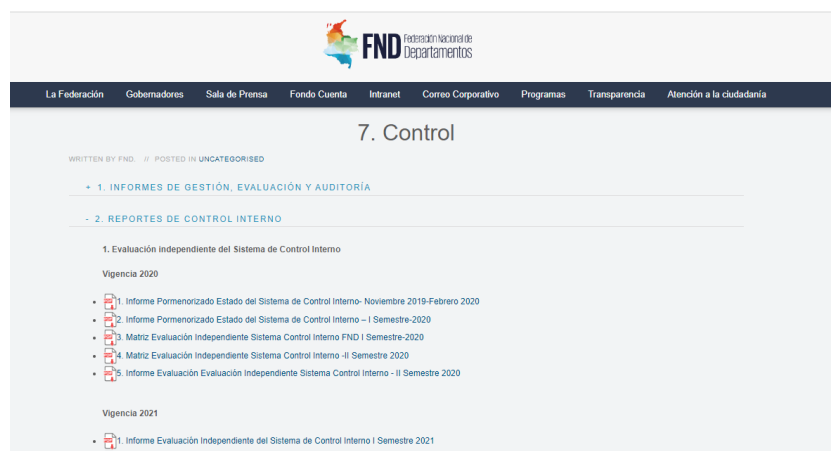 FND Federación Nacional de
Departamentos
La Federación Gobernadores Sala de Prensa Fondo Cuenta Intranet Correo Corporativo Programas Transparencia Atención a la ciudadanía
7. Control
WRITTEN BY FND. // POSTED IN UNCATEGORISED
+ 1. INFORMES DE GESTIÓN, EVALUACIÓN Y AUDITORÍA
- 2. REPORTES DE CONTROL INTERNO
1. Evaluación independiente del Sistema de Control Interno
Vigencia 2020
1. Informe Pormenorizado Estado del Sistema de Control Interno- Noviembre 2019-Febrero 2020
2. Informe Pormenorizado Estado del Sistema de Control Interno – I Semestre-2020
3. Matriz Evaluación Independiente Sistema Control Interno FND I Semestre-2020
4. Matriz Evaluación Independiente Sistema Control Interno -II Semestre 2020
5. Informe Evaluación Evaluación Independiente Sistema Control Interno - II Semestre 2020
Vigencia 2021
1. Informe Evaluación Independiente del Sistema de Control Interno I Semestre 2021